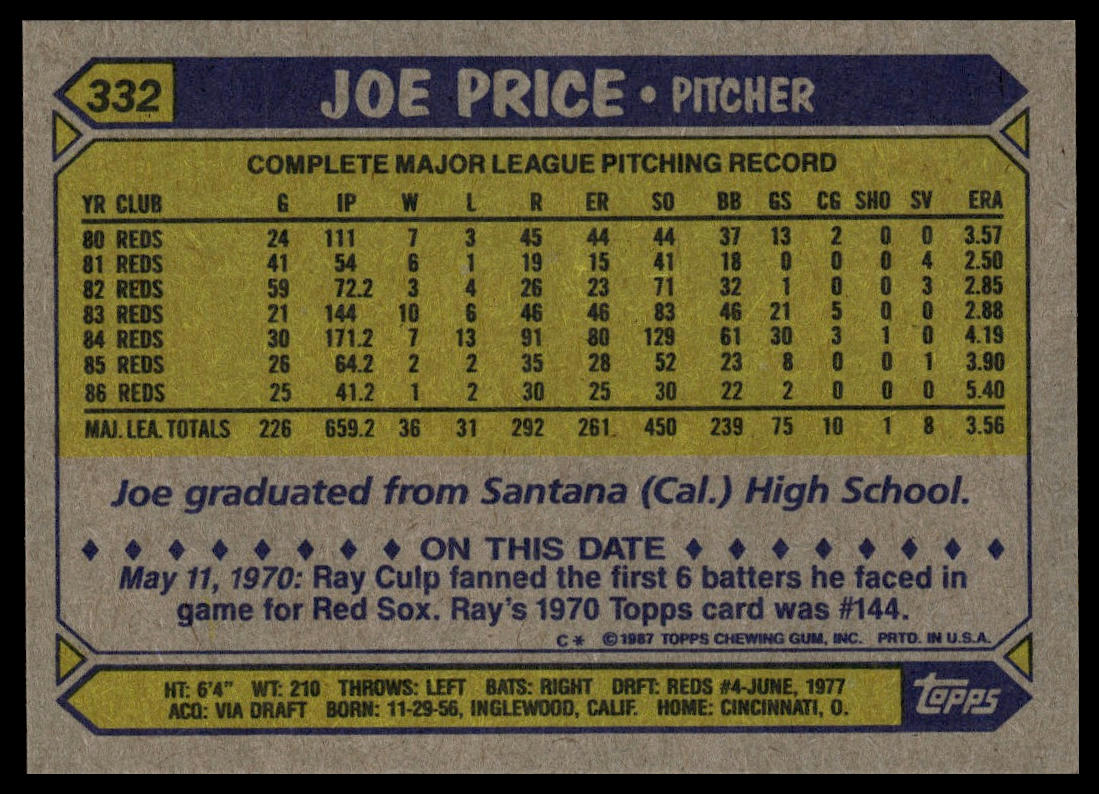 332 JOE PRICE • PITCHER
COMPLETE MAJOR LEAGUE PITCHING RECORD
YR CLUB G IP W L R ER SO BB GS CG SHO SV ERA
80 REDS 24 111 7 3 45 44 44 37 13 2 0 0 3.57
81 REDS 41 54 6 1 19 15 41 18 0 0 0 4 2.50
82 REDS 59 72.2 3 4 26 23 71 32 1 0 0 3 2.85
83 REDS 21 144 10 6 46 46 83 46 21 5 0 0 2.88
84 REDS 30 171.2 7 13 91 80 129 61 30 3 1 0 4.19
85 REDS 26 64.2 2 2 35 28 52 23 8 0 0 1 3.90
86 REDS 25 41.2 1 2 30 25 30 22 2 0 0 0 5.40
MAJ. LEA. TOTALS 226 659.2 36 31 292 261 450 239 75 10 1 8 3.56
Joe graduated from Santana (Cal.) High School.
ON THIS DATE
May 11, 1970: Ray Culp fanned the first 6 batters he faced in
game for Red Sox. Ray's 1970 Topps card was #144.
C* ©1987 TOPPS CHEWING GUM, INC. PRTD. IN U.S.A.
HT: 6'4" WT: 210 THROWS: LEFT BATS: RIGHT DRFT: REDS #4-JUNE, 1977
ACQ: VIA DRAFT BORN: 11-29-56, INGLEWOOD, CALIF. HOME: CINCINNATI, O.
Topps